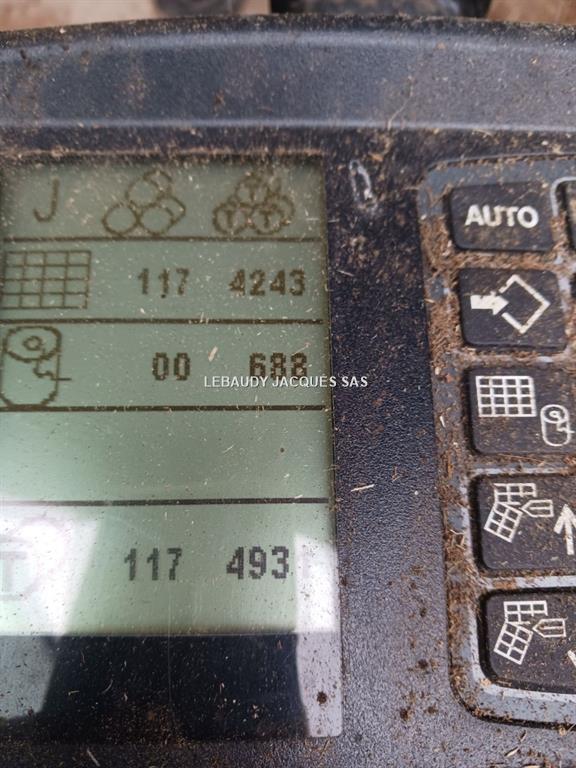 J T T T
AUTO
117 4243
00 688
LEBAUDY JACQUES SAS
T 117 493